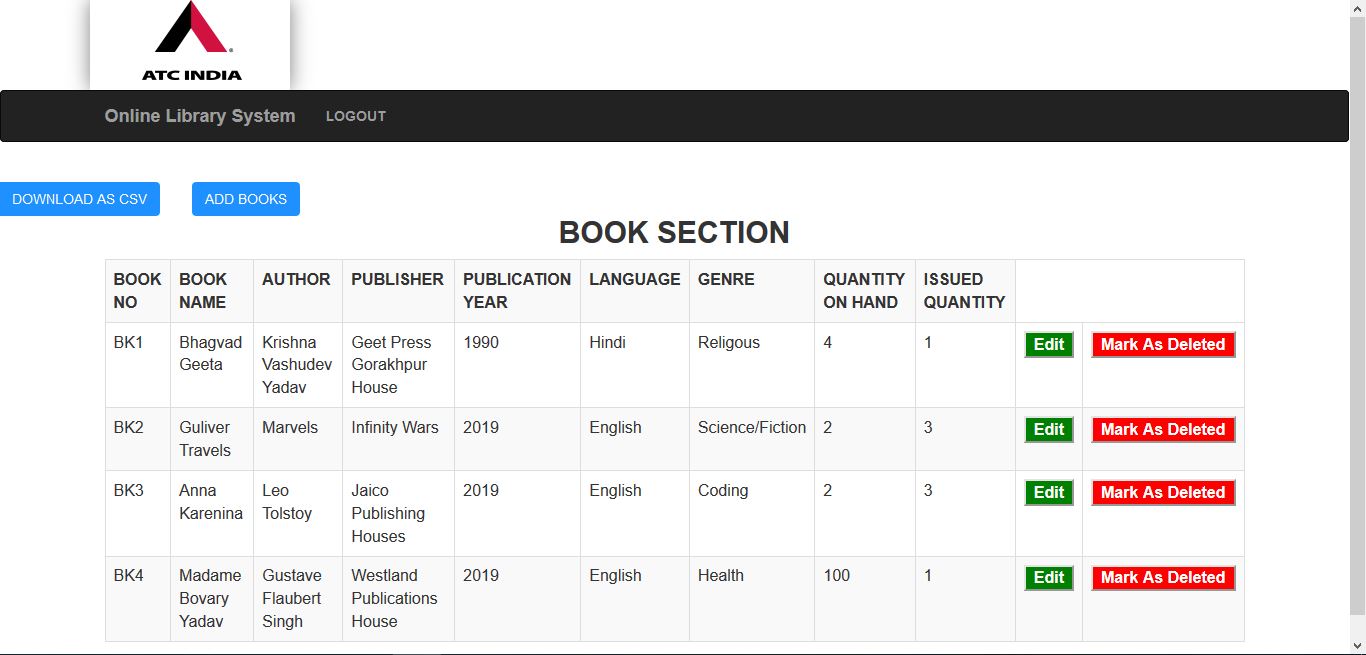 ATC INDIA
Online Library System LOGOUT
DOWNLOAD AS CSV ADD BOOKS
BOOK SECTION
BOOK NO BOOK NAME AUTHOR PUBLISHER PUBLICATION YEAR LANGUAGE GENRE QUANTITY ON HAND ISSUED QUANTITY
BK1 Bhagvad Geeta Krishna Vashudev Yadav Geet Press Gorakhpur House 1990 Hindi Religous 4 1 Edit Mark As Deleted
BK2 Guliver Travels Marvels Infinity Wars 2019 English Science/Fiction 2 3 Edit Mark As Deleted
BK3 Anna Karenina Leo Tolstoy Jaico Publishing Houses 2019 English Coding 2 3 Edit Mark As Deleted
BK4 Madame Bovary Yadav Gustave Flaubert Singh Westland Publications House 2019 English Health 100 1 Edit Mark As Deleted